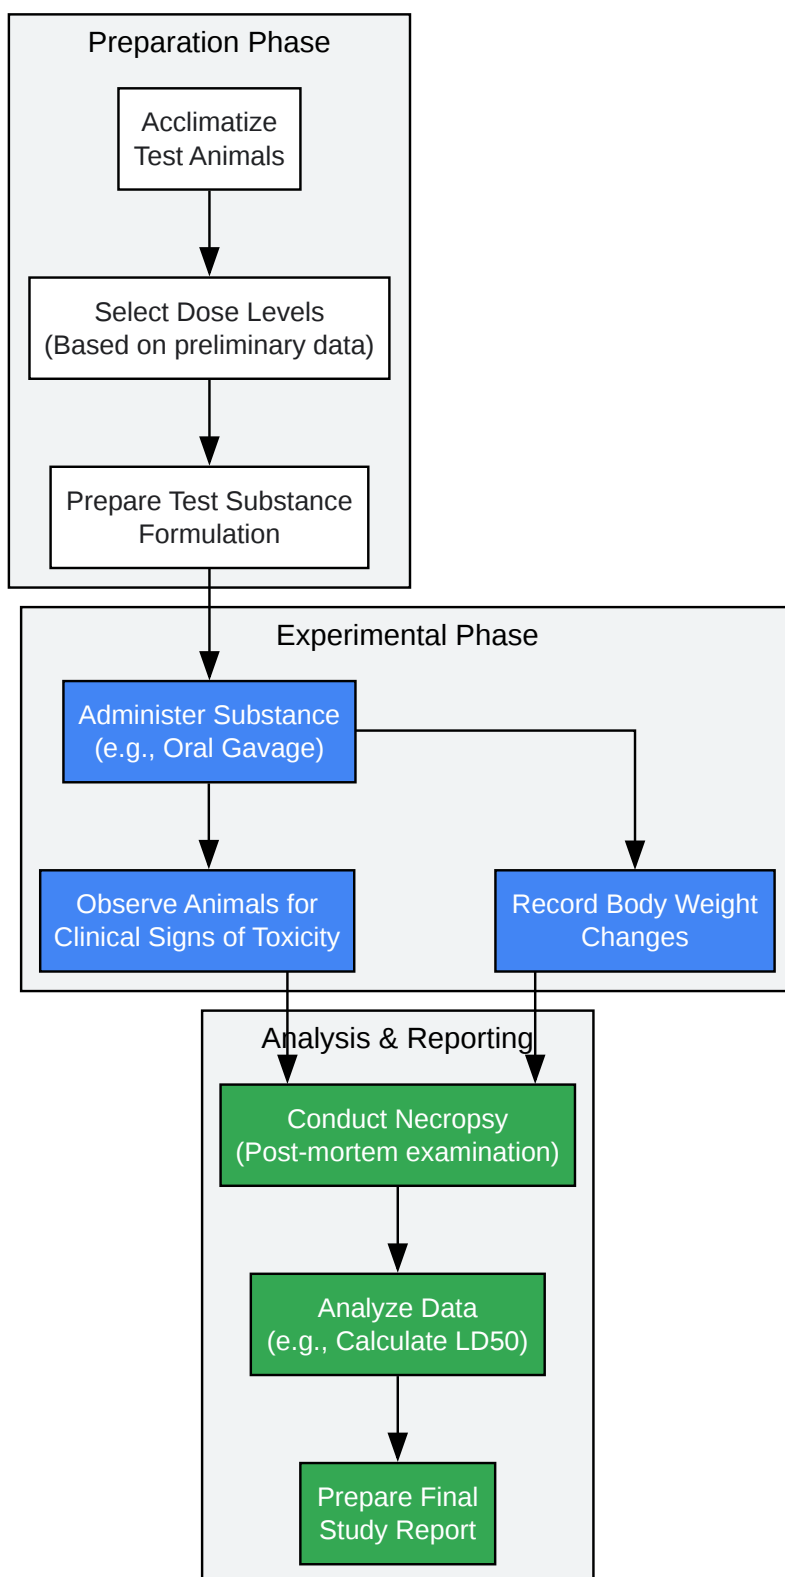 Preparation Phase
Acclimatize
Test Animals
Select Dose Levels
(Based on preliminary data)
Prepare Test Substance
Formulation
Experimental Phase
Administer Substance
(e.g., Oral Gavage)
Observe Animals for
Clinical Signs of Toxicity
Record Body Weight
Changes
Analysis & Reporting
Conduct Necropsy
(Post-mortem examination)
Analyze Data
(e.g., Calculate LD50)
Prepare Final
Study Report